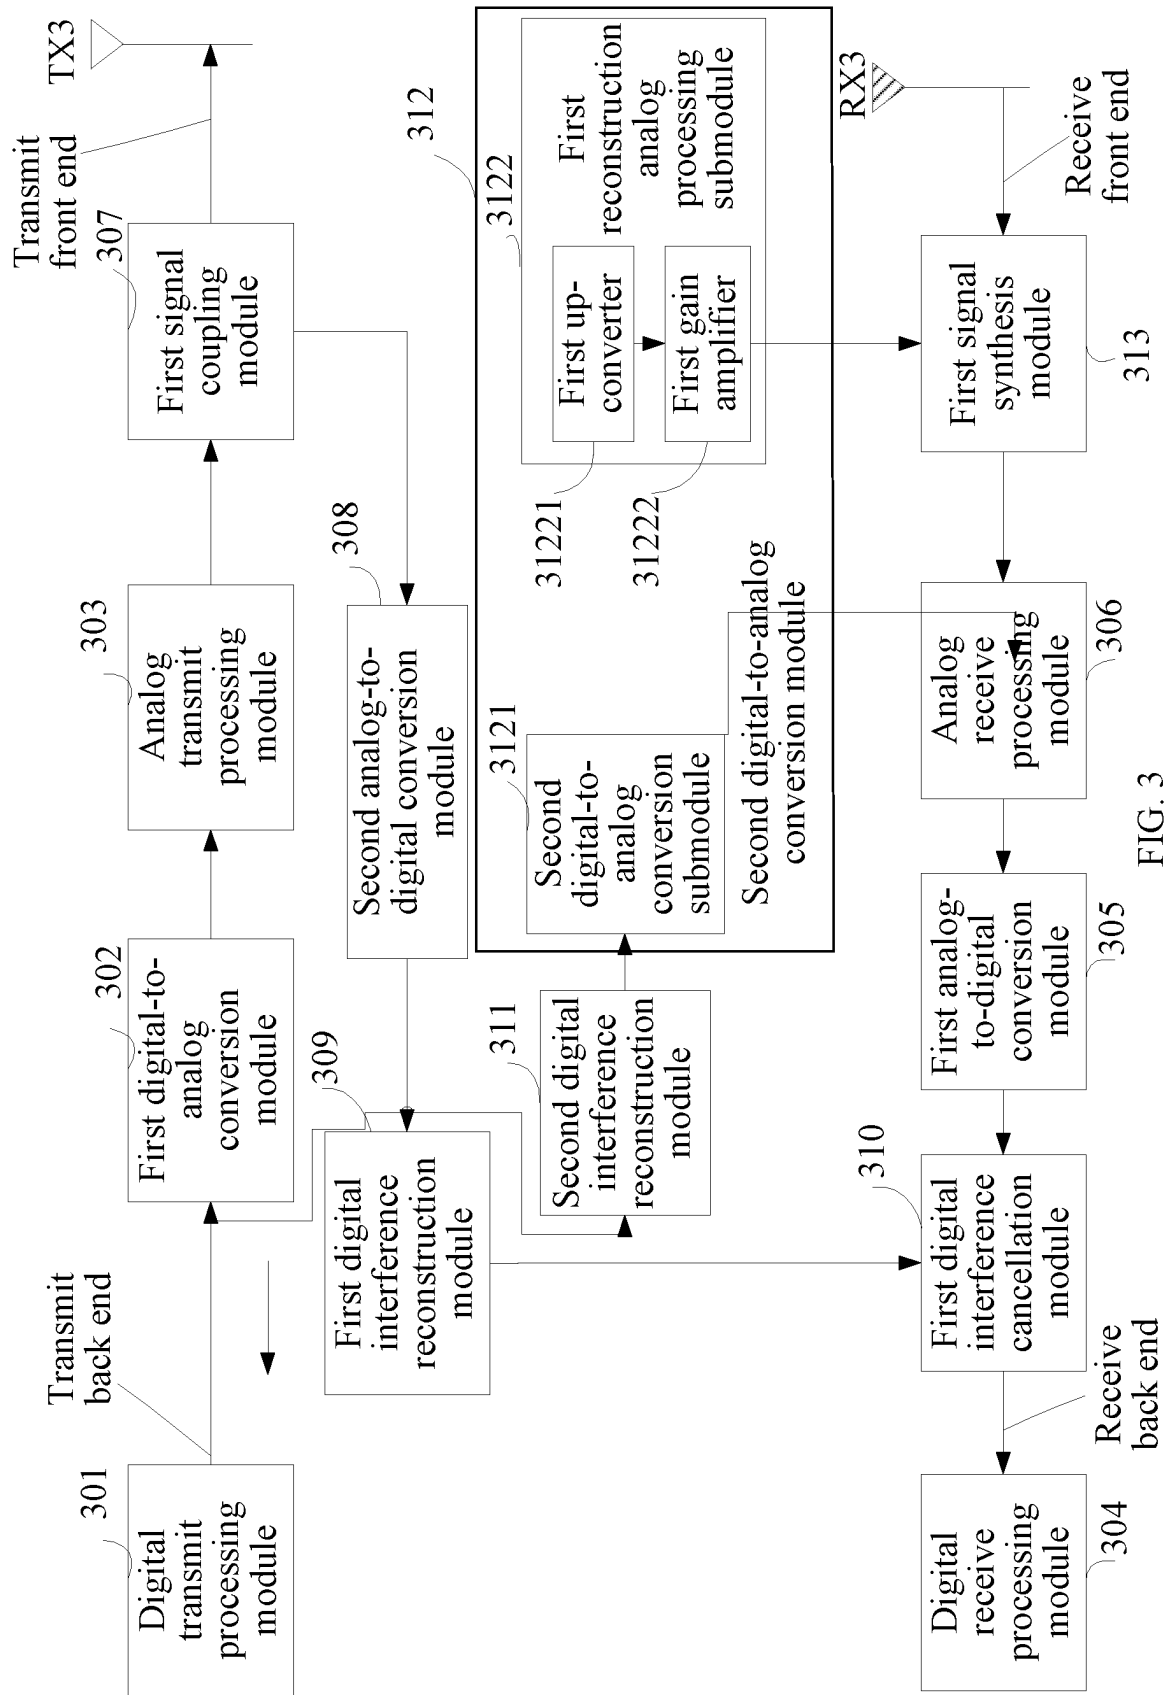 TX3
Transmit
front end
307
First signal
coupling
module
303
Analog
transmit
processing
module
302
First digital-to-
analog
conversion
module
Transmit
back end
301
Digital
transmit
processing
module
308
Second analog-to-
digital conversion
module
309
First digital
interference
reconstruction
module
312
3122
First
reconstruction
analog
processing
submodule
First up-
converter
First gain
amplifier
31221
31222
3121
Second
digital-to-
analog
conversion
submodule
Second digital-to-analog
conversion module
311
Second digital
interference
reconstruction
module
RX3
Receive
front end
First signal
synthesis
module
313
Analog
receive
processing
module
306
First analog-
to-digital
conversion
module
305
310
First digital
interference
cancellation
module
Receive
back end
Digital
receive
processing
module
304
FIG. 3